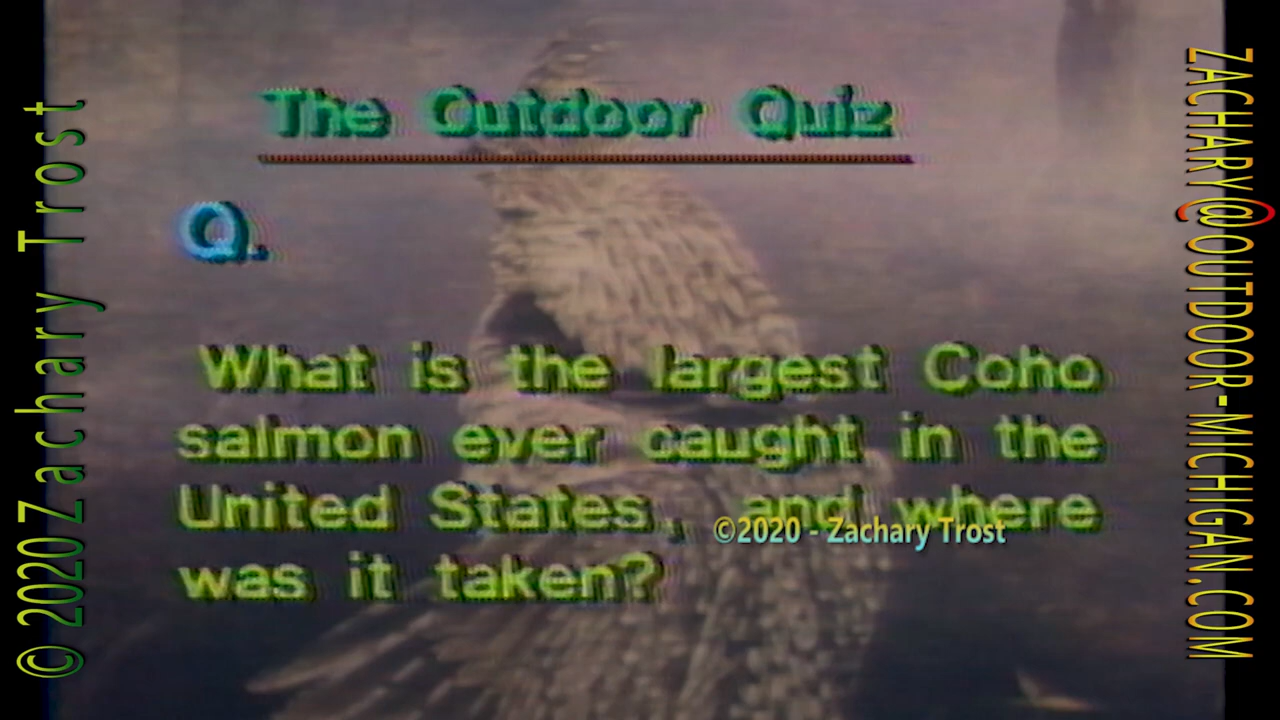 © 2020 Zachary Trost
The Outdoor Quiz
Q.
What is the largest Coho
salmon ever caught in the
United States, and where
was it taken?
©2020 - Zachary Trost
ZACHARY@OUTDOOR-MICHIGAN.COM